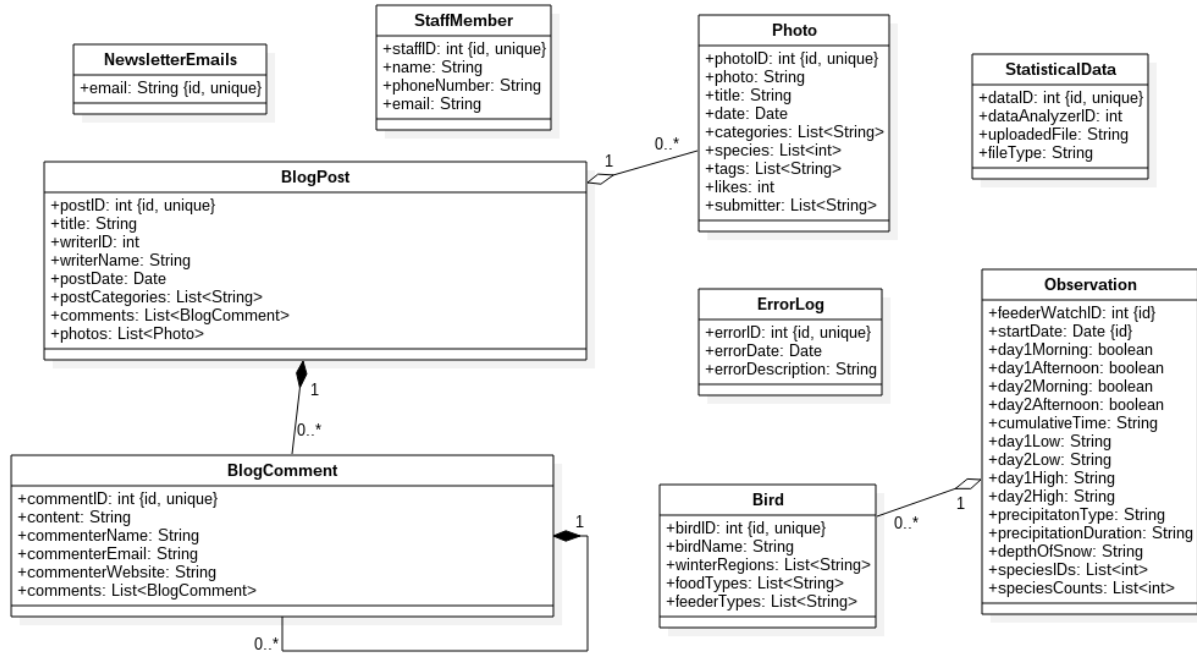 NewsletterEmails
+email: String {id, unique}
StaffMember
+staffID: int {id, unique}
+name: String
+phoneNumber: String
+email: String
Photo
+photoID: int {id, unique}
+photo: String
+title: String
+date: Date
+categories: List<String>
+species: List<int>
+tags: List<String>
+likes: int
+submitter: List<String>
StatisticalData
+dataID: int {id, unique}
+dataAnalyzerID: int
+uploadedFile: String
+fileType: String
1
0..*
BlogPost
+postID: int {id, unique}
+title: String
+writerID: int
+writerName: String
+postDate: Date
+postCategories: List<String>
+comments: List<BlogComment>
+photos: List<Photo>
1
0..*
ErrorLog
+errorID: int {id, unique}
+errorDate: Date
+errorDescription: String
Observation
+feederWatchID: int {id}
+startDate: Date {id}
+day1Morning: boolean
+day1Afternoon: boolean
+day2Morning: boolean
+day2Afternoon: boolean
+cumulativeTime: String
+day1Low: String
+day2Low: String
+day1High: String
+day2High: String
+precipitatonType: String
+precipitationDuration: String
+depthOfSnow: String
+speciesIDs: List<int>
+speciesCounts: List<int>
BlogComment
+commentID: int {id, unique}
+content: String
+commenterName: String
+commenterEmail: String
+commenterWebsite: String
+comments: List<BlogComment>
1
0..*
Bird
+birdID: int {id, unique}
+birdName: String
+winterRegions: List<String>
+foodTypes: List<String>
+feederTypes: List<String>
0..*
1